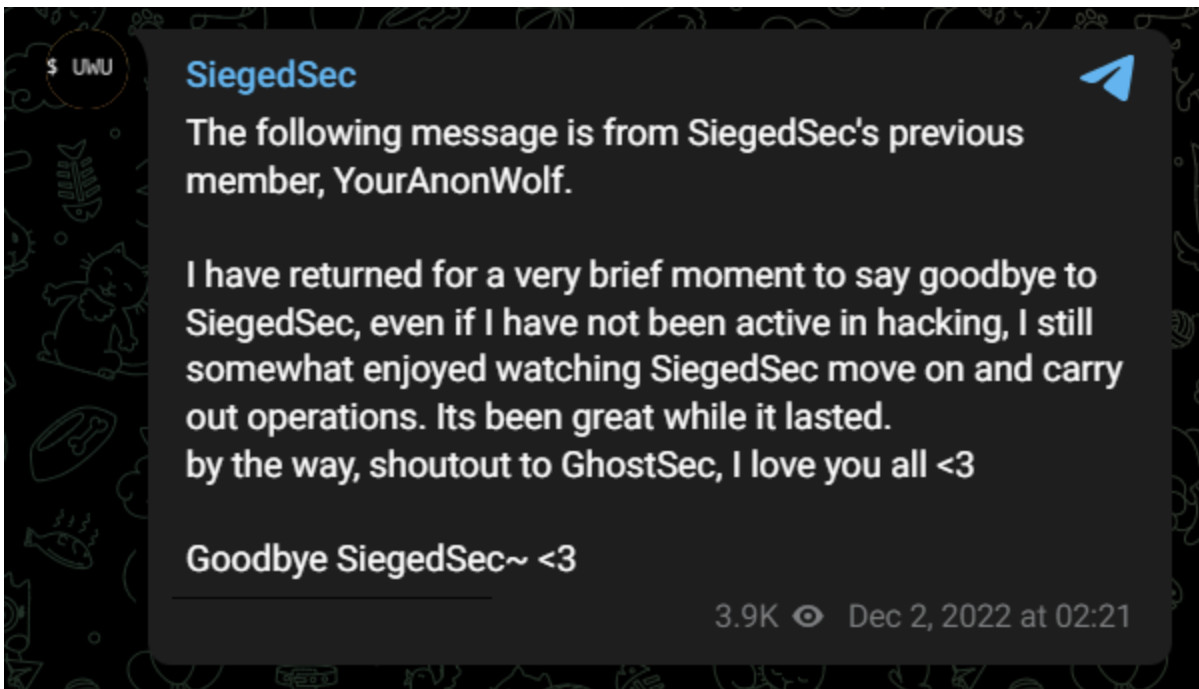 $ UWU
SiegedSec
The following message is from SiegedSec's previous
member, YourAnonWolf.
I have returned for a very brief moment to say goodbye to
SiegedSec, even if I have not been active in hacking, I still
somewhat enjoyed watching SiegedSec move on and carry
out operations. Its been great while it lasted.
by the way, shoutout to GhostSec, I love you all <3
Goodbye SiegedSec~ <3
3.9K Dec 2, 2022 at 02:21